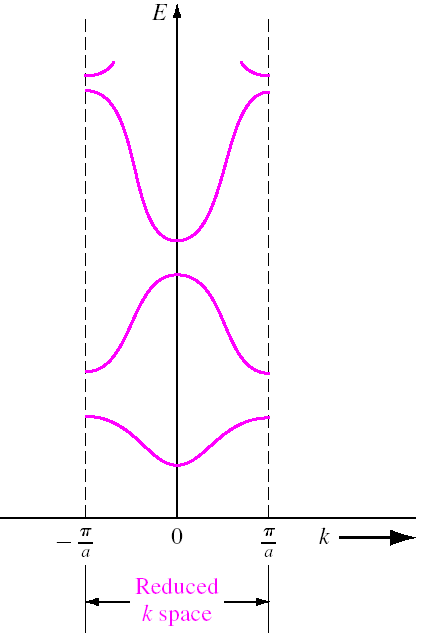 E
− π/a 0 π/a k
Reduced
k space